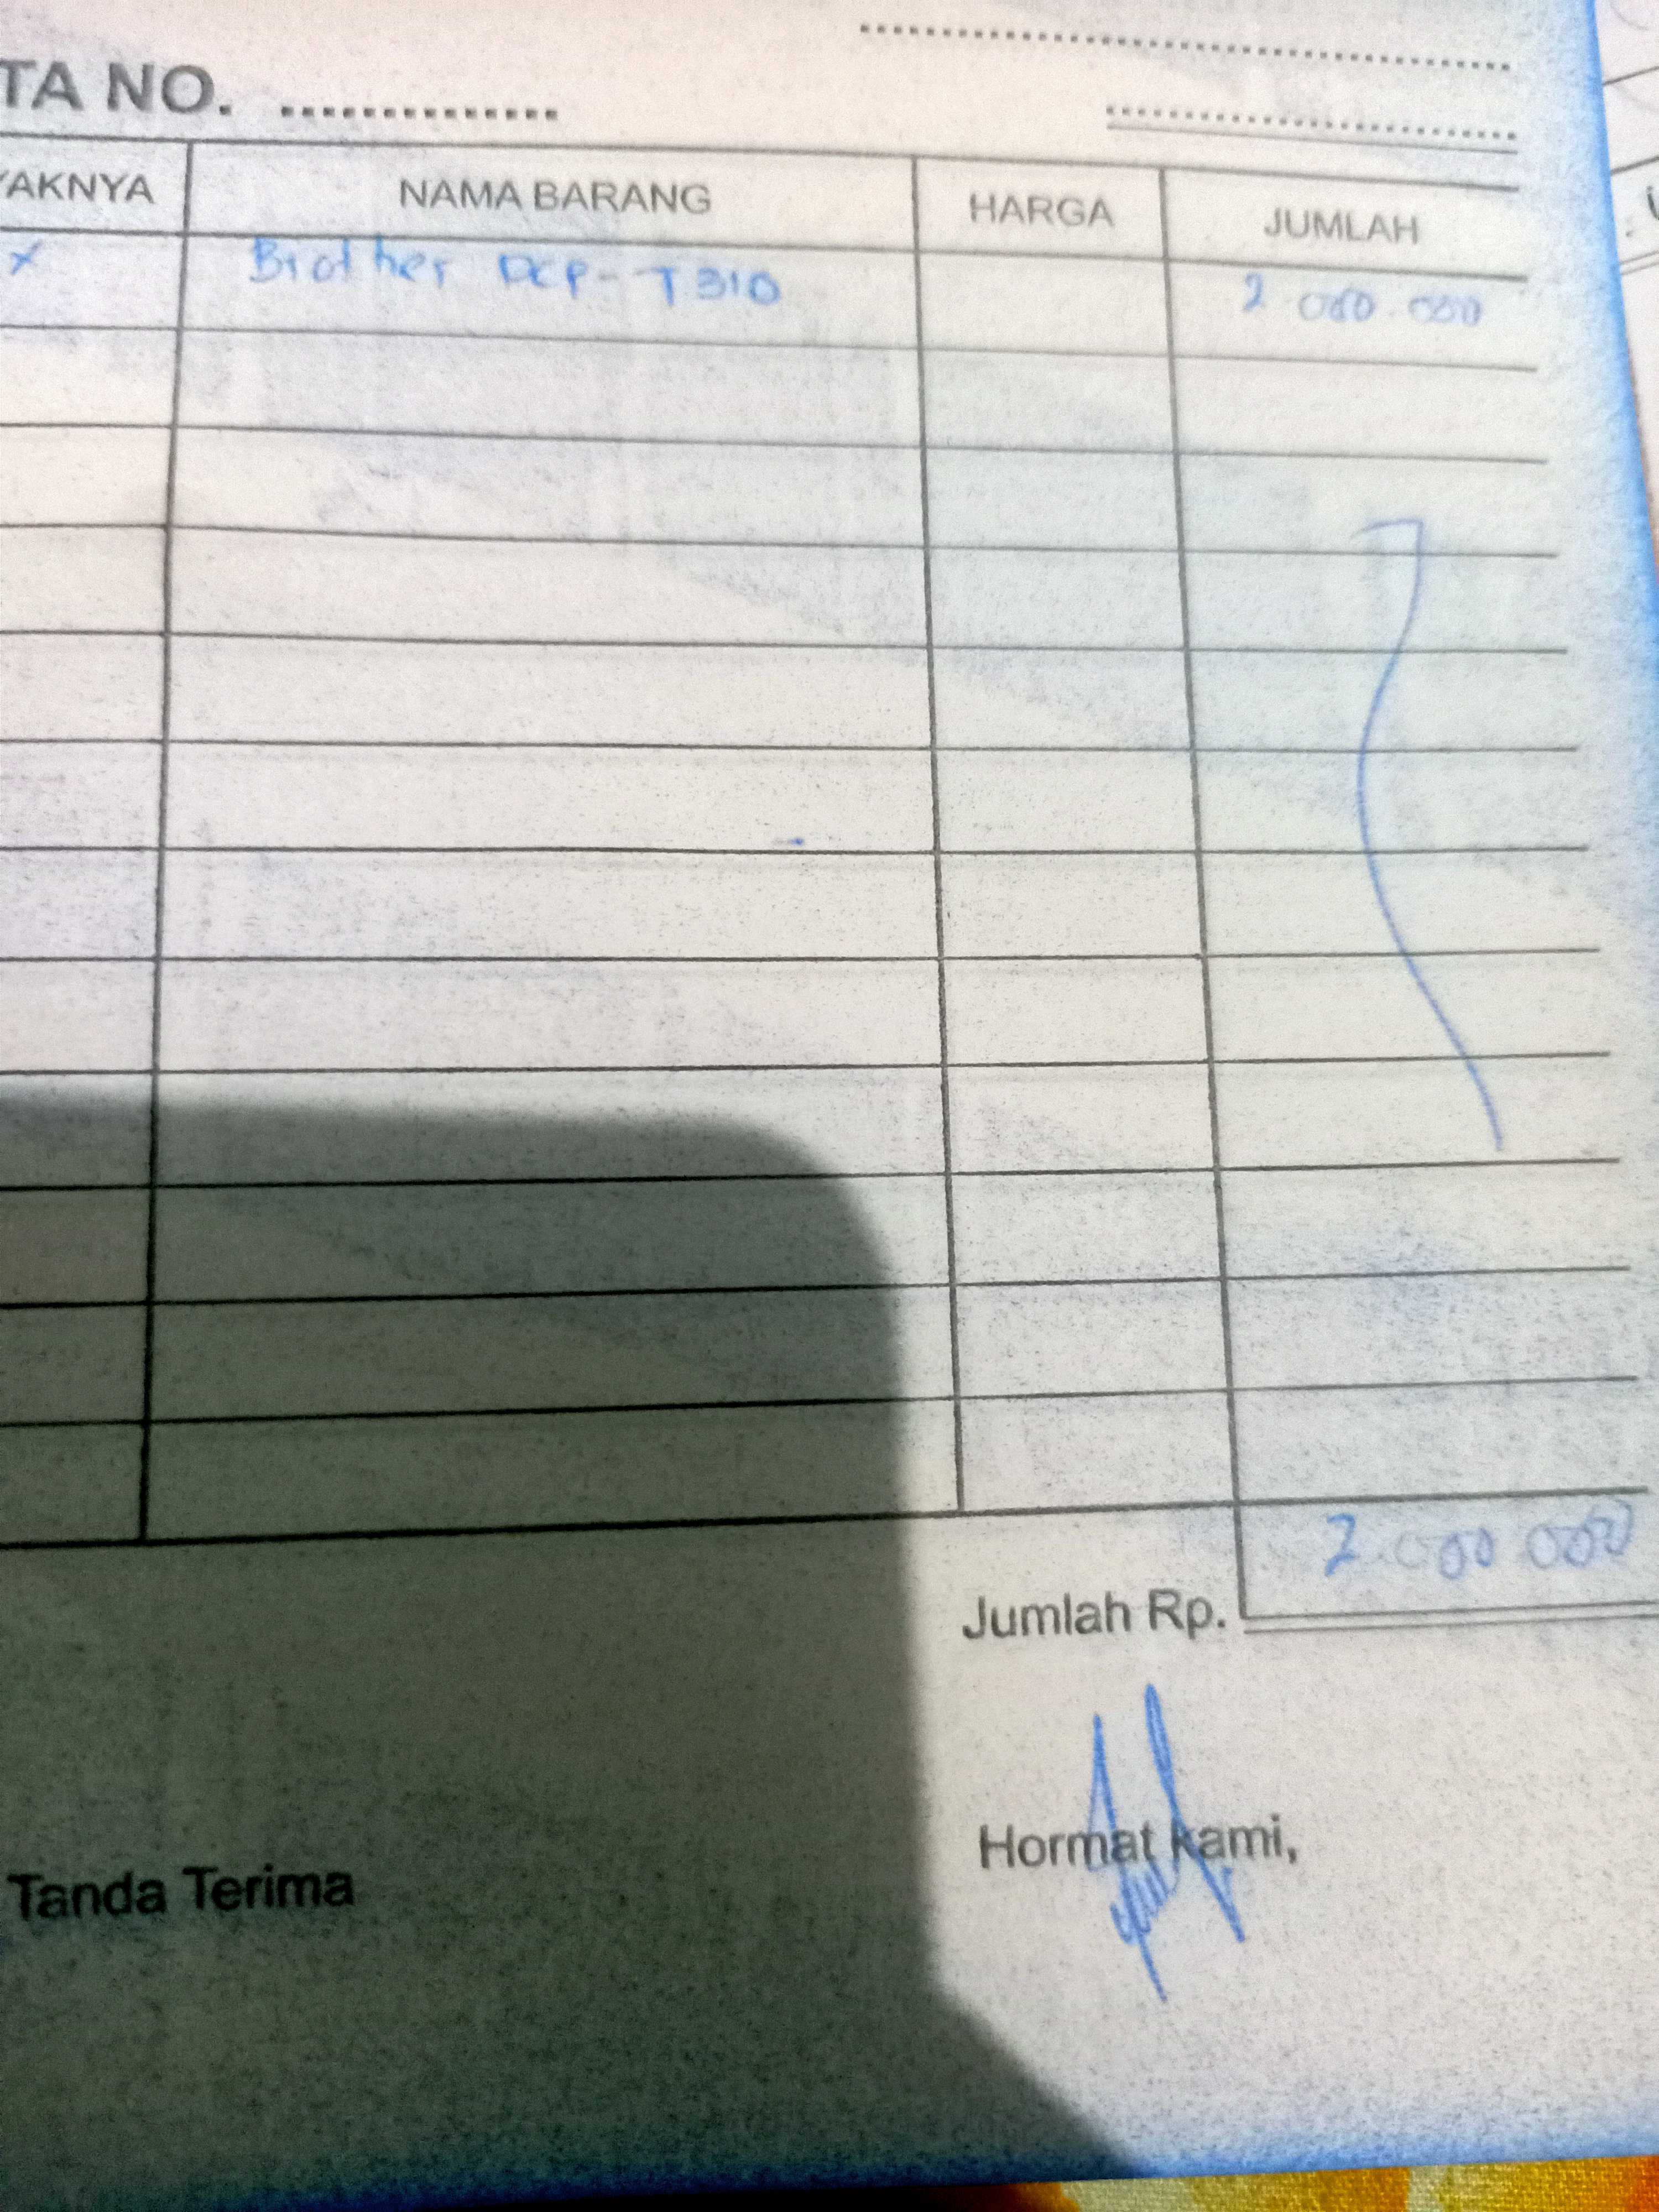 TA NO. ..............
YAKNYA NAMA BARANG HARGA JUMLAH
x Brother DCP-T310 2 000.000
Jumlah Rp. 2.000 000
Hormat kami,
Tanda Terima